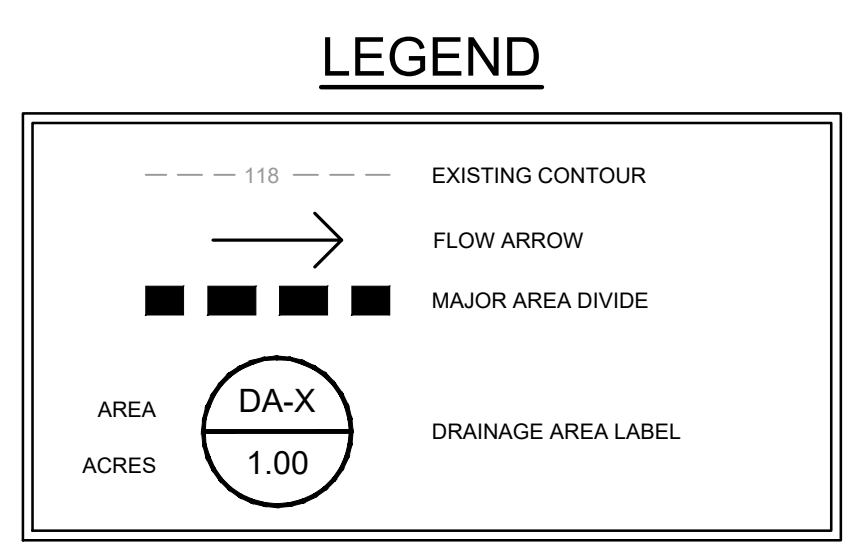 LEGEND
118 EXISTING CONTOUR
FLOW ARROW
MAJOR AREA DIVIDE
AREA DA-X
DRAINAGE AREA LABEL
ACRES 1.00